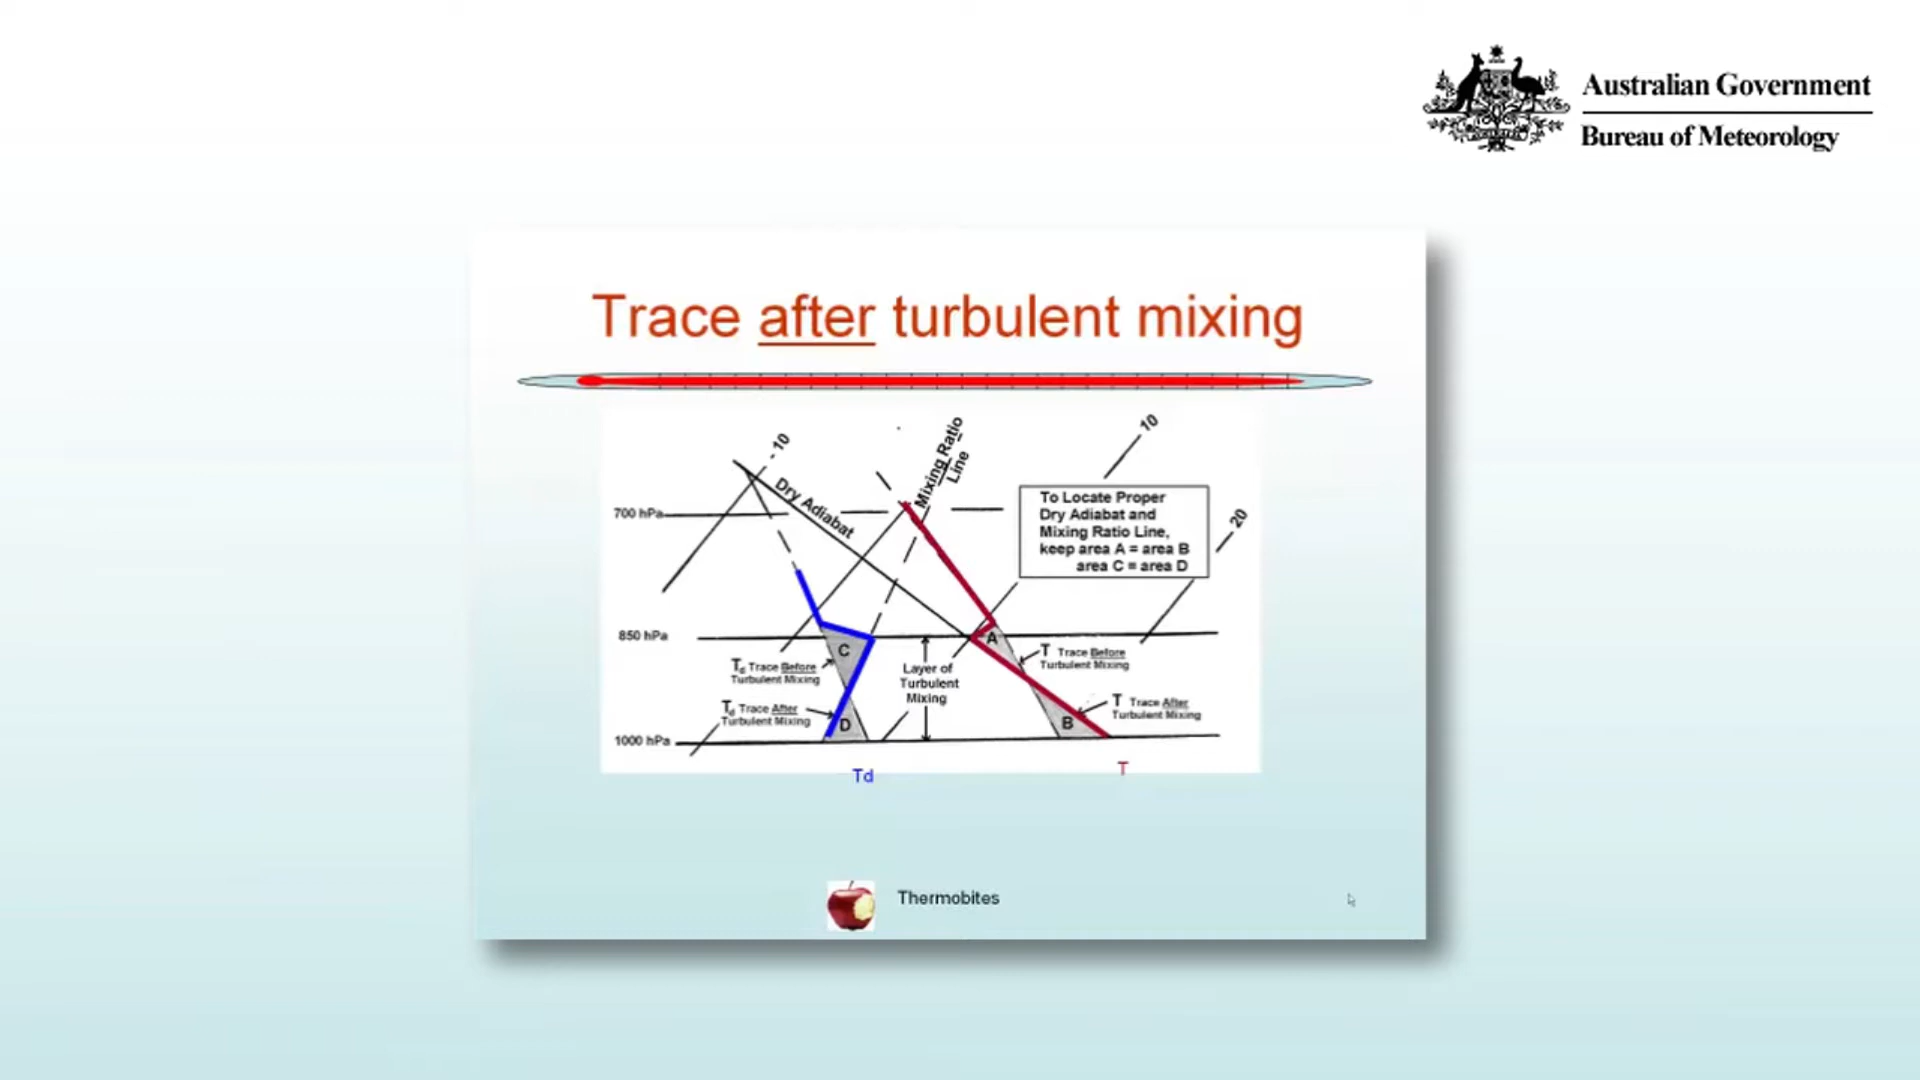 Australian Government
Bureau of Meteorology
Trace after turbulent mixing
- 10
Dry Adiabat
Mixing Ratio
Line
10
20
To Locate Proper
Dry Adiabat and
Mixing Ratio Line,
keep area A = area B
area C = area D
700 hPa
850 hPa
1000 hPa
A
B
C
D
Td Trace Before
Turbulent Mixing
Td Trace After
Turbulent Mixing
Layer of
Turbulent
Mixing
T Trace Before
Turbulent Mixing
T Trace After
Turbulent Mixing
Td
T
Thermobites